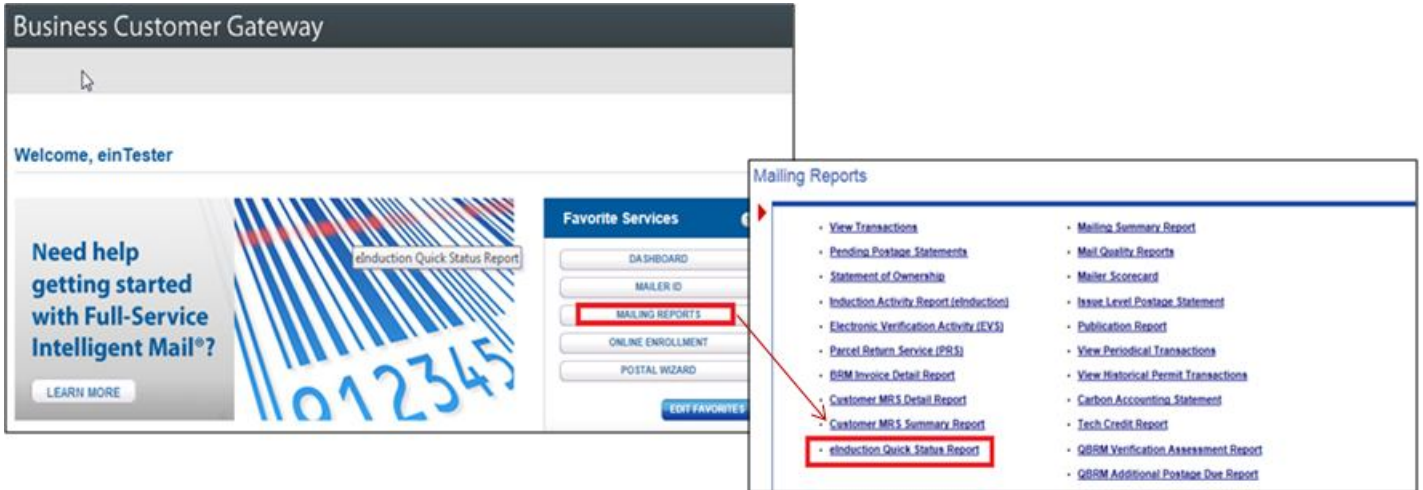 Business Customer Gateway
Welcome, einTester
Need help
getting started
with Full-Service
Intelligent Mail®?
LEARN MORE
eInduction Quick Status Report
012345
Favorite Services
DASHBOARD
MAILER ID
MAILING REPORTS
ONLINE ENROLLMENT
POSTAL WIZARD
EDIT FAVORITES
Mailing Reports
View Transactions
Pending Postage Statements
Statement of Ownership
Induction Activity Report (eInduction)
Electronic Verification Activity (EVS)
Parcel Return Service (PRS)
BRM Invoice Detail Report
Customer MRS Detail Report
Customer MRS Summary Report
eInduction Quick Status Report
Mailing Summary Report
Mail Quality Reports
Mailer Scorecard
Issue Level Postage Statement
Publication Report
View Periodical Transactions
View Historical Permit Transactions
Carbon Accounting Statement
Tech Credit Report
QBRM Verification Assessment Report
QBRM Additional Postage Due Report